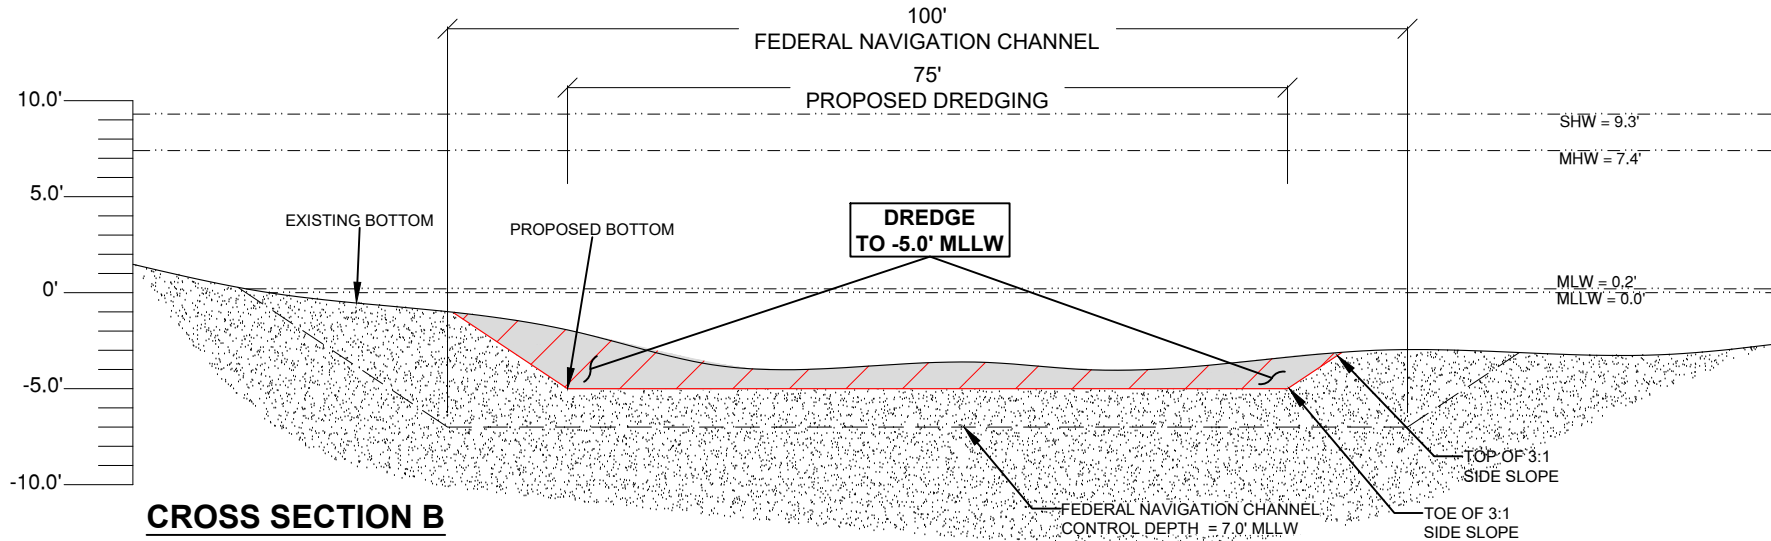 100'
FEDERAL NAVIGATION CHANNEL
75'
PROPOSED DREDGING
10.0'
SHW = 9.3'
MHW = 7.4'
5.0'
EXISTING BOTTOM
PROPOSED BOTTOM
DREDGE
TO -5.0' MLLW
0'
MLW = 0.2'
MLLW = 0.0'
-5.0'
-10.0'
TOP OF 3:1
SIDE SLOPE
CROSS SECTION B
FEDERAL NAVIGATION CHANNEL
CONTROL DEPTH = 7.0' MLLW
TOE OF 3:1
SIDE SLOPE